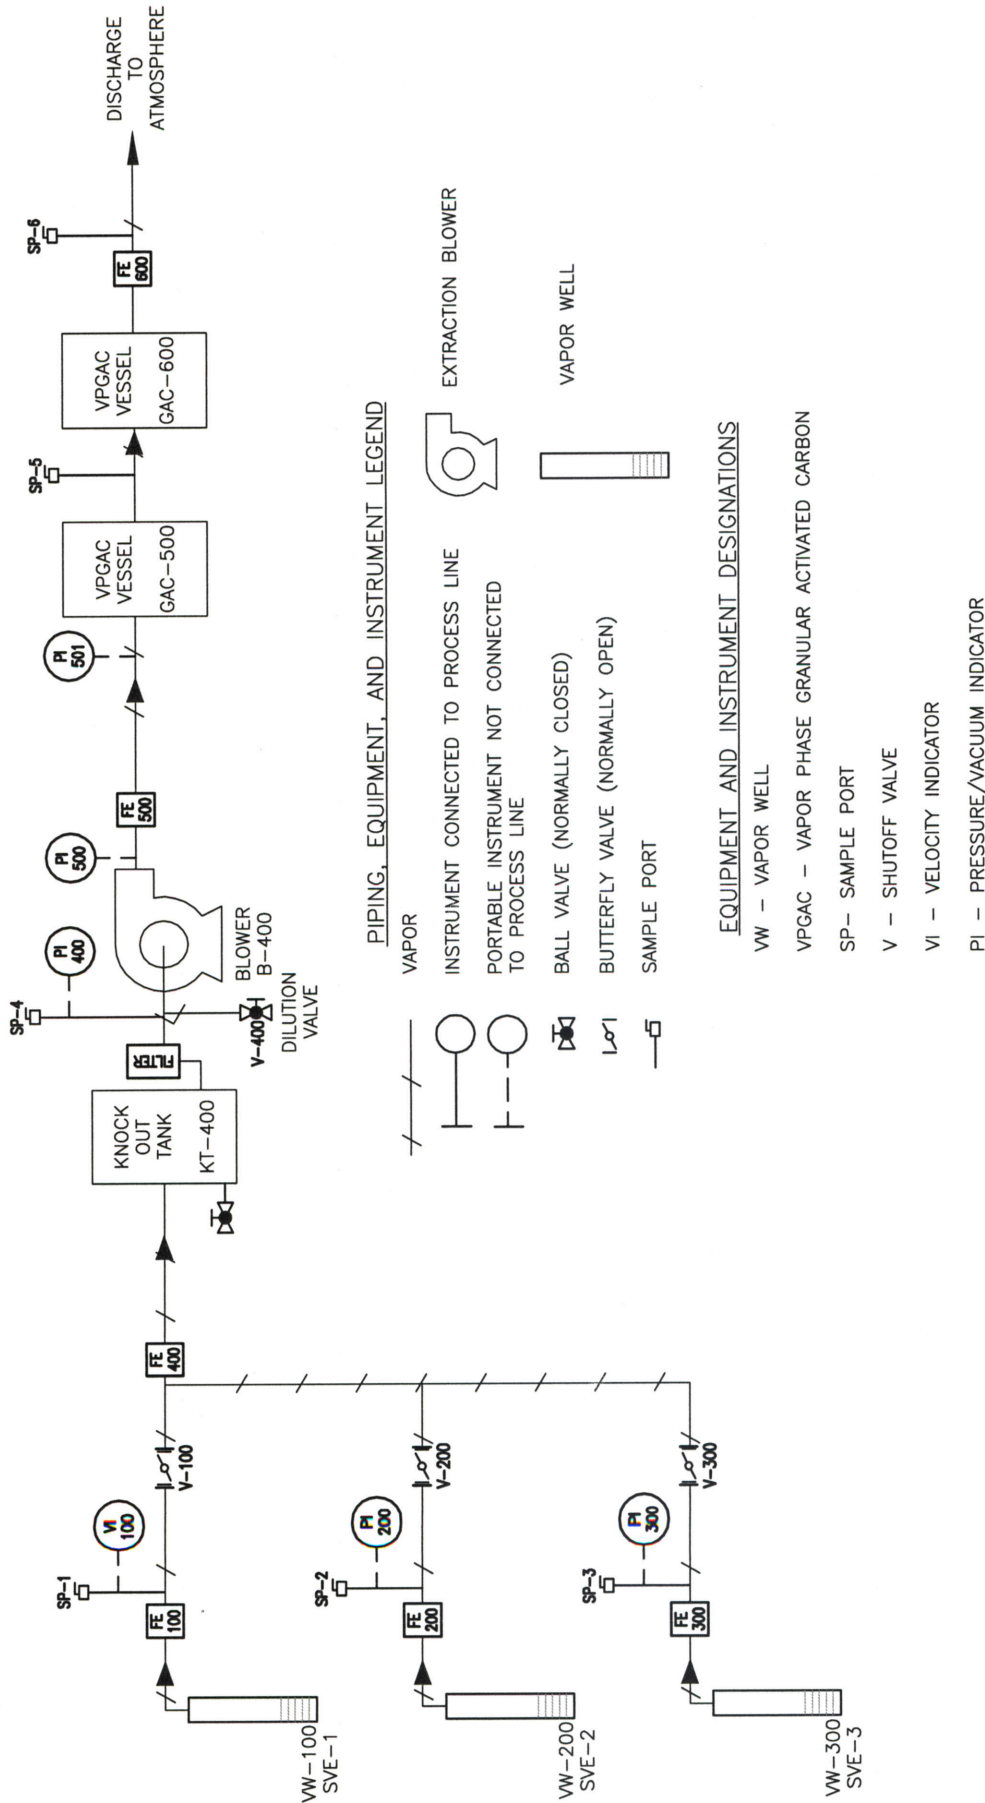 SP-6
DISCHARGE
TO
ATMOSPHERE
FE
600
VPGAC
VESSEL
GAC-600
SP-5
VPGAC
VESSEL
GAC-500
PI
501
FE
500
PI
500
PI
400
SP-4
BLOWER
B-400
V-400
DILUTION
VALVE
FILTER
KNOCK
OUT
TANK
KT-400
FE
400
V-100
VI
100
SP-1
FE
100
VW-100
SVE-1
V-200
PI
200
SP-2
FE
200
VW-200
SVE-2
V-300
PI
300
SP-3
FE
300
VW-300
SVE-3
PIPING, EQUIPMENT, AND INSTRUMENT LEGEND
VAPOR
INSTRUMENT CONNECTED TO PROCESS LINE
PORTABLE INSTRUMENT NOT CONNECTED
TO PROCESS LINE
BALL VALVE (NORMALLY CLOSED)
BUTTERFLY VALVE (NORMALLY OPEN)
SAMPLE PORT
EXTRACTION BLOWER
VAPOR WELL
EQUIPMENT AND INSTRUMENT DESIGNATIONS
VW - VAPOR WELL
VPGAC - VAPOR PHASE GRANULAR ACTIVATED CARBON
SP- SAMPLE PORT
V - SHUTOFF VALVE
VI - VELOCITY INDICATOR
PI - PRESSURE/VACUUM INDICATOR